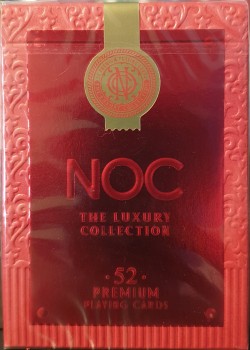 NOC
THE LUXURY
COLLECTION
·52·
PREMIUM
PLAYING CARDS